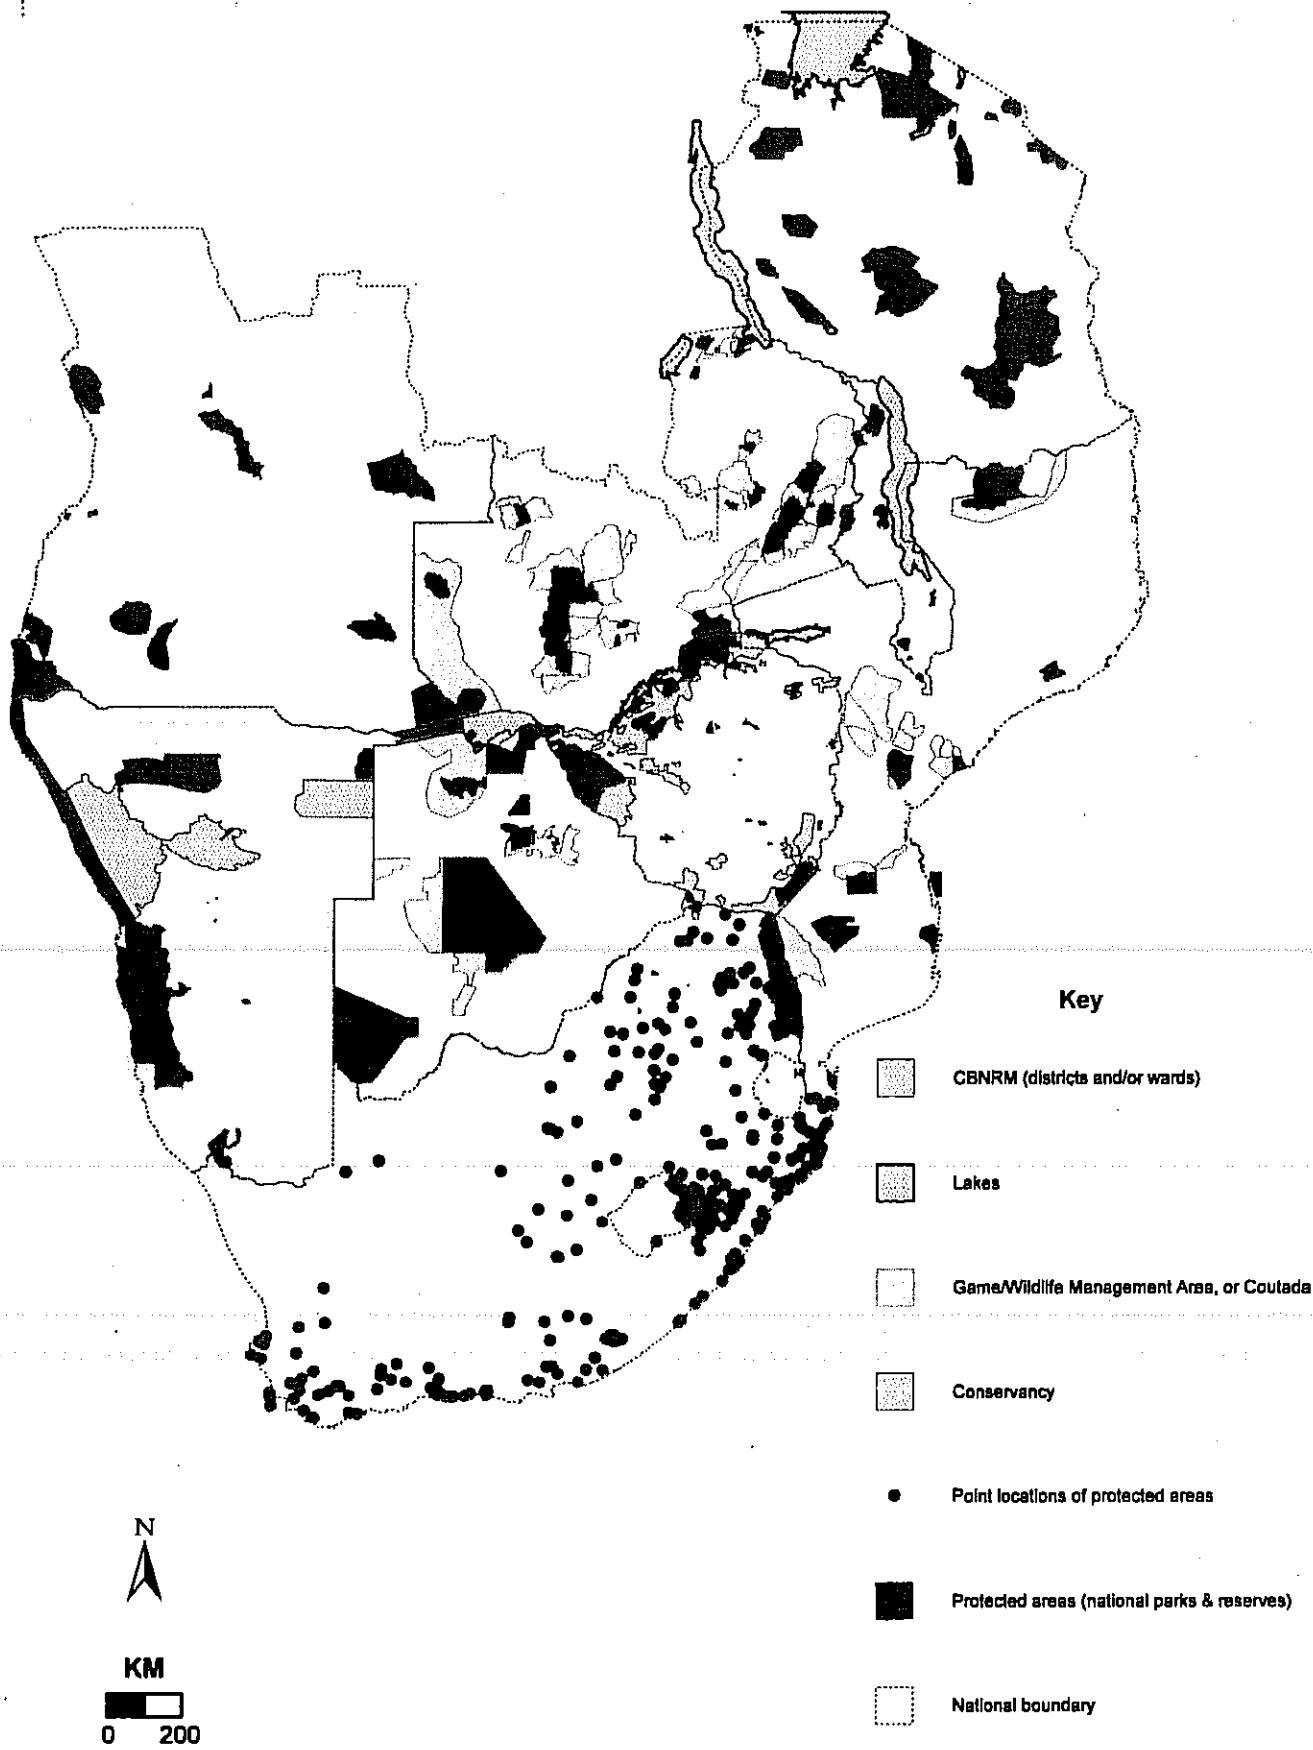 Key
CBNRM (districts and/or wards)
Lakes
Game/Wildlife Management Area, or Coutada
Conservancy
Point locations of protected areas
Protected areas (national parks & reserves)
National boundary
N
KM
0 200